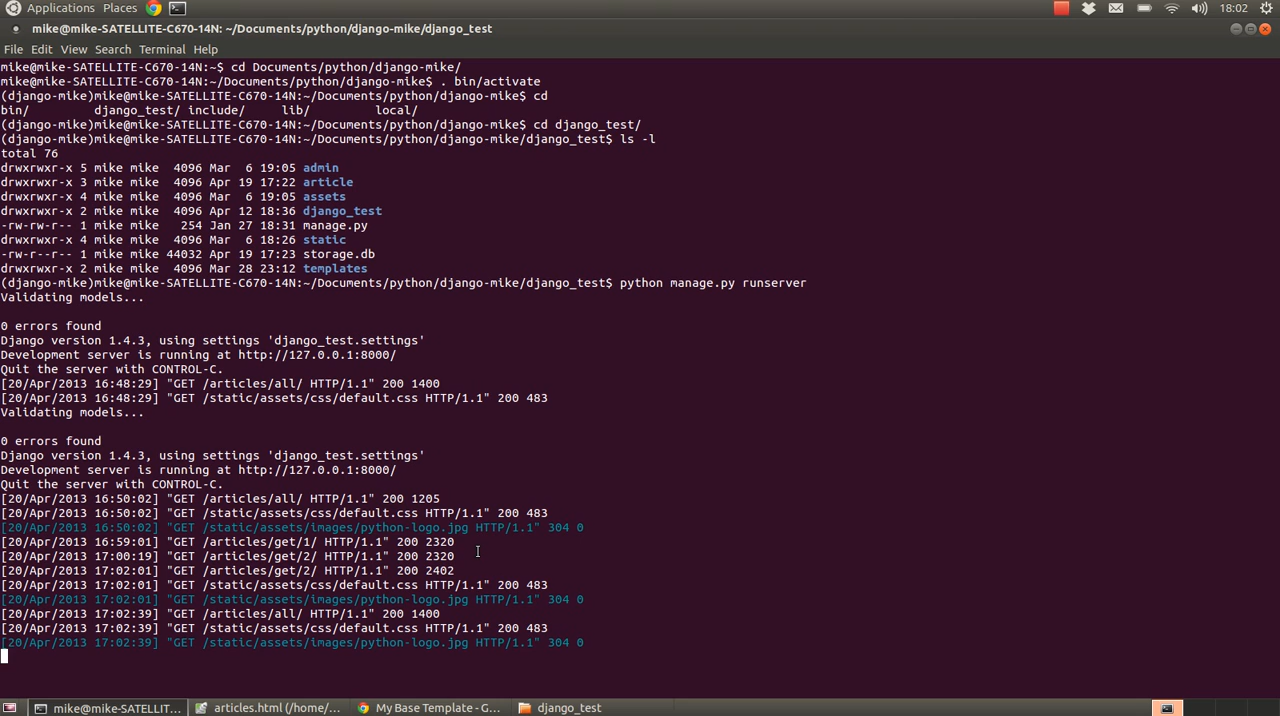 Applications Places 18:02
mike@mike-SATELLITE-C670-14N: ~/Documents/python/django-mike/django_test
File Edit View Search Terminal Help
mike@mike-SATELLITE-C670-14N:~$ cd Documents/python/django-mike/
mike@mike-SATELLITE-C670-14N:~/Documents/python/django-mike$ . bin/activate
(django-mike)mike@mike-SATELLITE-C670-14N:~/Documents/python/django-mike$ cd
bin/ django_test/ include/ lib/ local/
(django-mike)mike@mike-SATELLITE-C670-14N:~/Documents/python/django-mike$ cd django_test/
(django-mike)mike@mike-SATELLITE-C670-14N:~/Documents/python/django-mike/django_test$ ls -l
total 76
drwxrwxr-x 5 mike mike 4096 Mar 6 19:05 admin
drwxrwxr-x 3 mike mike 4096 Apr 19 17:22 article
drwxrwxr-x 4 mike mike 4096 Mar 6 19:05 assets
drwxrwxr-x 2 mike mike 4096 Apr 12 18:36 django_test
-rw-rw-r-- 1 mike mike 254 Jan 27 18:31 manage.py
drwxrwxr-x 4 mike mike 4096 Mar 6 18:26 static
-rw-r--r-- 1 mike mike 44032 Apr 19 17:23 storage.db
drwxrwxr-x 2 mike mike 4096 Mar 28 23:12 templates
(django-mike)mike@mike-SATELLITE-C670-14N:~/Documents/python/django-mike/django_test$ python manage.py runserver
Validating models...
0 errors found
Django version 1.4.3, using settings 'django_test.settings'
Development server is running at http://127.0.0.1:8000/
Quit the server with CONTROL-C.
[20/Apr/2013 16:48:29] "GET /articles/all/ HTTP/1.1" 200 1400
[20/Apr/2013 16:48:29] "GET /static/assets/css/default.css HTTP/1.1" 200 483
Validating models...
0 errors found
Django version 1.4.3, using settings 'django_test.settings'
Development server is running at http://127.0.0.1:8000/
Quit the server with CONTROL-C.
[20/Apr/2013 16:50:02] "GET /articles/all/ HTTP/1.1" 200 1205
[20/Apr/2013 16:50:02] "GET /static/assets/css/default.css HTTP/1.1" 200 483
[20/Apr/2013 16:50:02] "GET /static/assets/images/python-logo.jpg HTTP/1.1" 304 0
[20/Apr/2013 16:59:01] "GET /articles/get/1/ HTTP/1.1" 200 2320
[20/Apr/2013 17:00:19] "GET /articles/get/2/ HTTP/1.1" 200 2320
[20/Apr/2013 17:02:01] "GET /articles/get/2/ HTTP/1.1" 200 2402
[20/Apr/2013 17:02:01] "GET /static/assets/css/default.css HTTP/1.1" 200 483
[20/Apr/2013 17:02:01] "GET /static/assets/images/python-logo.jpg HTTP/1.1" 304 0
[20/Apr/2013 17:02:39] "GET /articles/all/ HTTP/1.1" 200 1400
[20/Apr/2013 17:02:39] "GET /static/assets/css/default.css HTTP/1.1" 200 483
[20/Apr/2013 17:02:39] "GET /static/assets/images/python-logo.jpg HTTP/1.1" 304 0
mike@mike-SATELLIT... articles.html (/home/... My Base Template - G... django_test